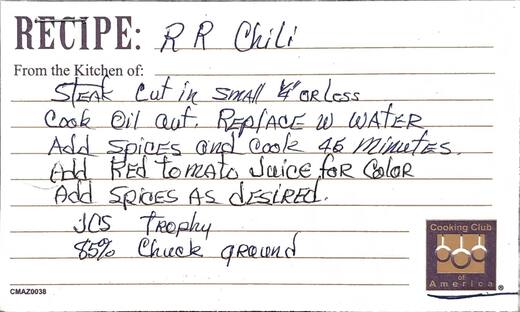 RECIPE: RR Chili
From the Kitchen of:
Steak Cut in small ¼" or less
Cook Oil out. Replace w water
Add Spices and Cook 45 minutes.
Add Red tomato Juice for Color
Add Spices As desired.
JCS Trophy
85% Chuck ground
Cooking Club
of
America
®
CMAZ0038